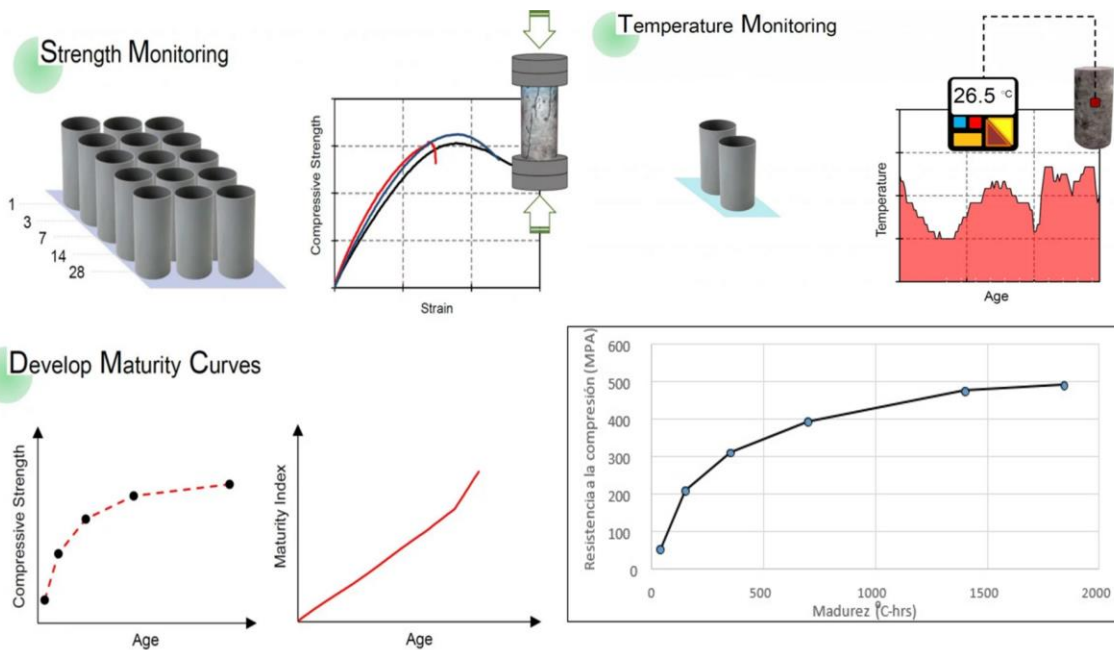 Strength Monitoring
1
3
7
14
28
Compressive Strength
Strain
Temperature Monitoring
26.5 °C
Temperature
Age
Develop Maturity Curves
Compressive Strength
Age
Maturity Index
Age
Resistencia a la compresión (MPA)
600
500
400
300
200
100
0
0
500
1000
1500
2000
Madurez (°C-hrs)